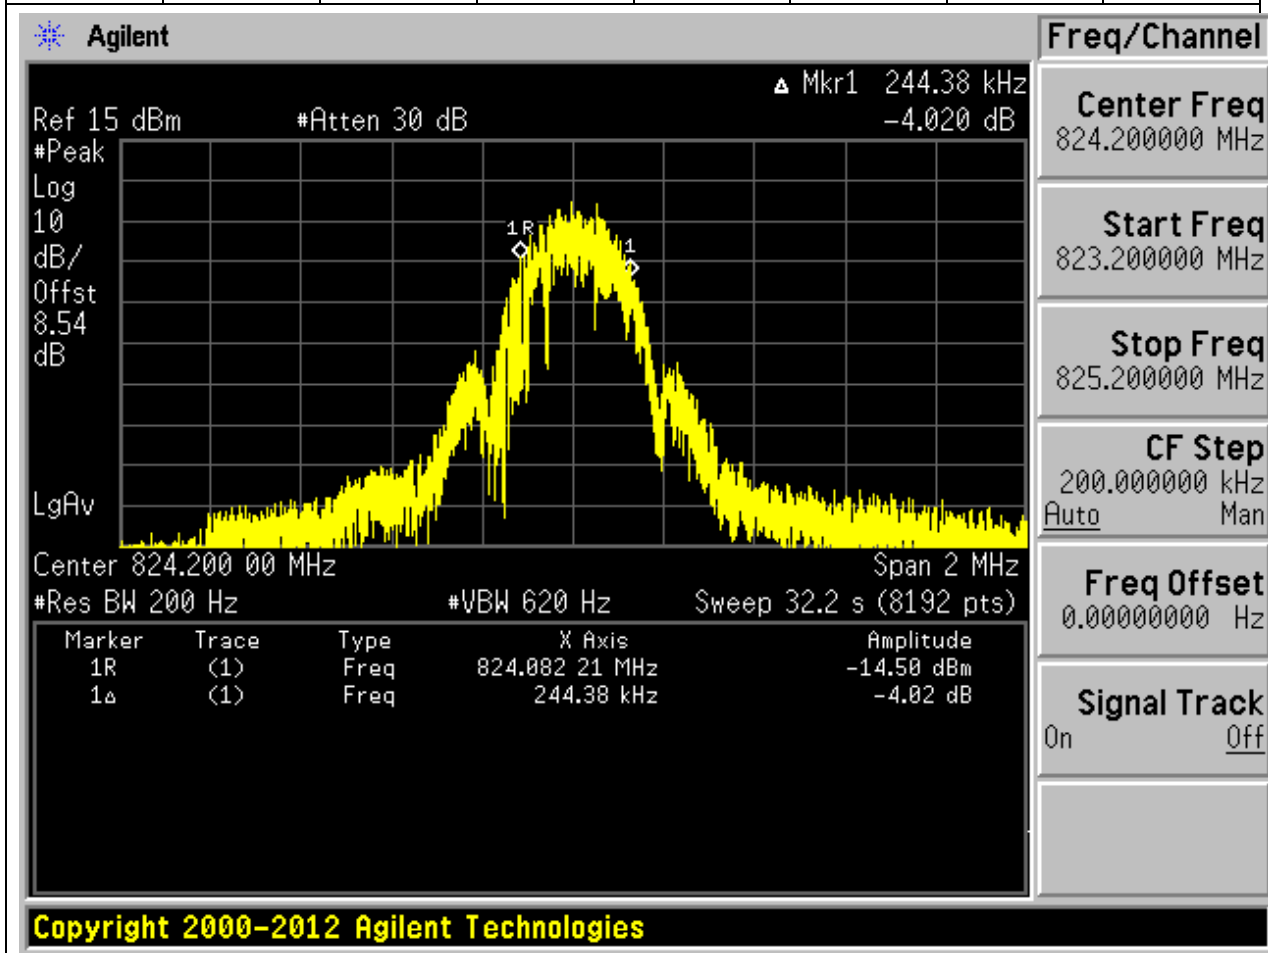 Agilent
Freq/Channel
Δ Mkr1 244.38 kHz
Ref 15 dBm #Atten 30 dB -4.020 dB
#Peak
Log
10
dB/
Offst
8.54
dB
LgAv
1R
1
Center 824.200 00 MHz Span 2 MHz
#Res BW 200 Hz #VBW 620 Hz Sweep 32.2 s (8192 pts)
Marker Trace Type X Axis Amplitude
1R (1) Freq 824.082 21 MHz -14.50 dBm
1Δ (1) Freq 244.38 kHz -4.02 dB
Center Freq
824.200000 MHz
Start Freq
823.200000 MHz
Stop Freq
825.200000 MHz
CF Step
200.000000 kHz
Auto Man
Freq Offset
0.00000000 Hz
Signal Track
On Off
Copyright 2000-2012 Agilent Technologies